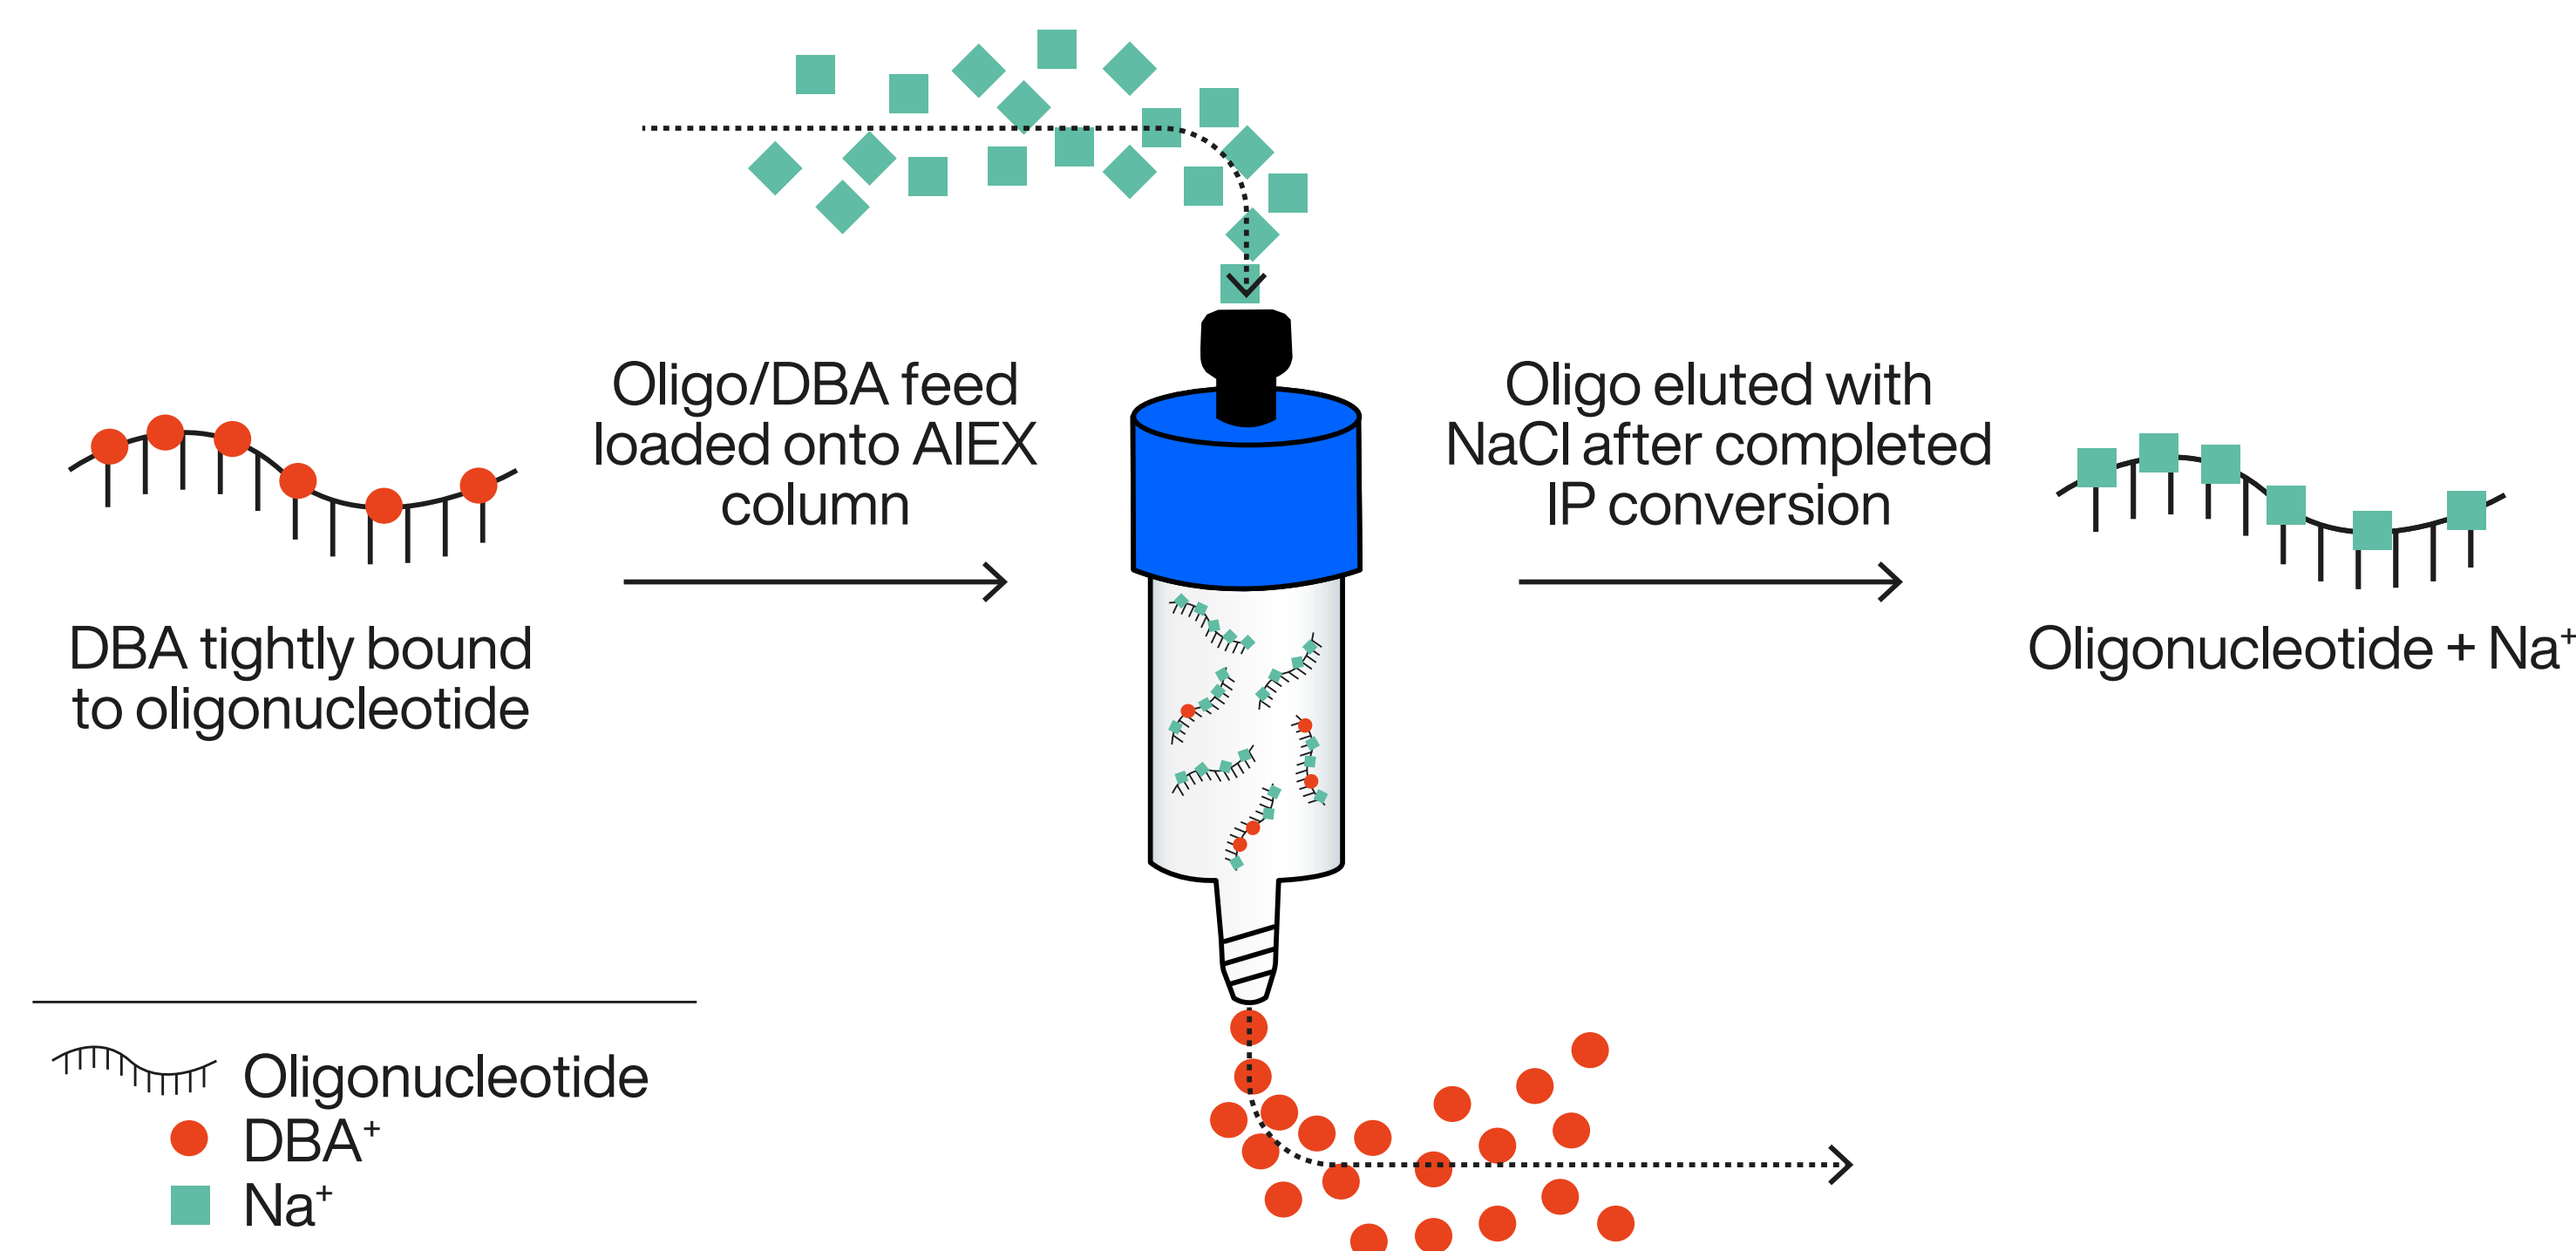 Oligo/DBA feed
loaded onto AIEX
column
Oligo eluted with
NaCl after completed
IP conversion
DBA tightly bound
to oligonucleotide
Oligonucleotide + Na⁺
Oligonucleotide
DBA⁺
Na⁺